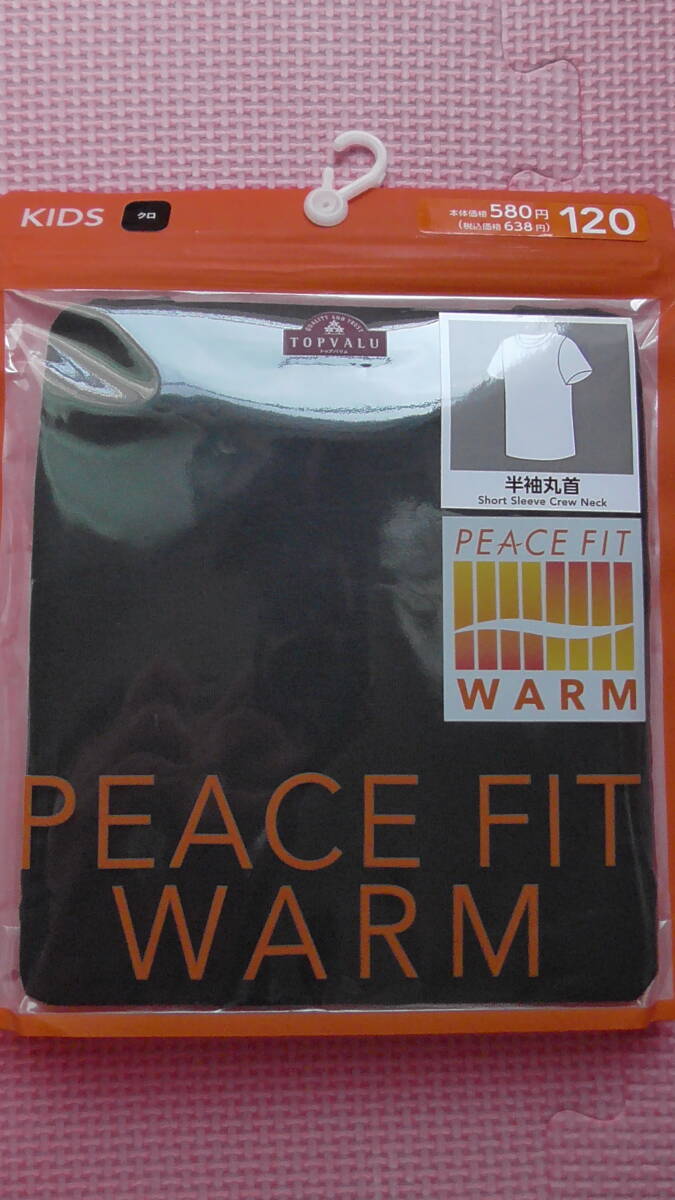 KIDS
クロ
本体価格 580円
(税込価格 638円)
120
QUALITY AND TRUST
TOPVALU
トップバリュ
半袖丸首
Short Sleeve Crew Neck
PEACE FIT
WARM
PEACE FIT
WARM